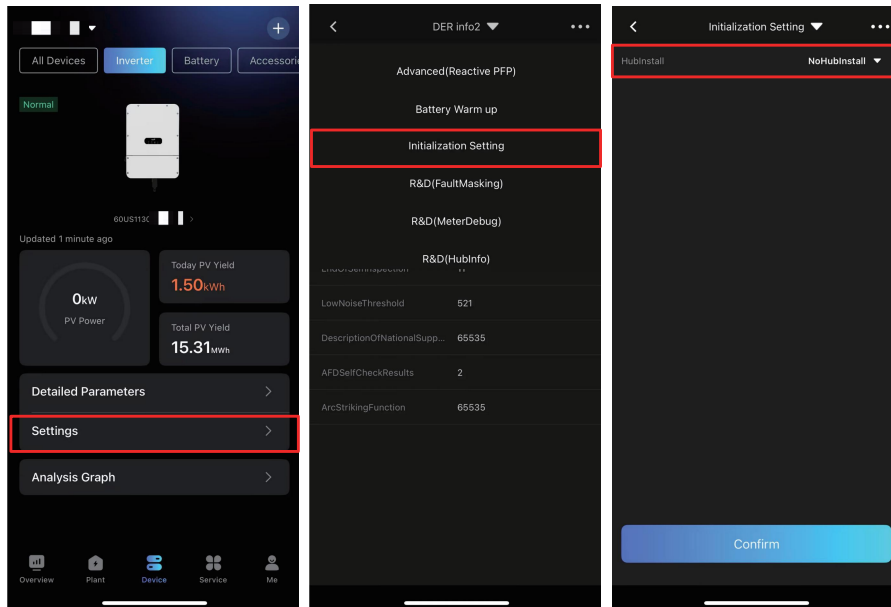 All Devices
Inverter
Battery
Accessori
Normal
60US113C
Updated 1 minute ago
0kW
PV Power
Today PV Yield
1.50kWh
Total PV Yield
15.31MWh
Detailed Parameters
Settings
Analysis Graph
Overview
Plant
Device
Service
Me
DER info2
Advanced(Reactive PFP)
Battery Warm up
Initialization Setting
R&D(FaultMasking)
R&D(MeterDebug)
R&D(HubInfo)
LowNoiseThreshold 521
DescriptionOfNationalSupp... 65535
AFDSelfCheckResults 2
ArcStrikingFunction 65535
Initialization Setting
HubInstall NoHubInstall
Confirm